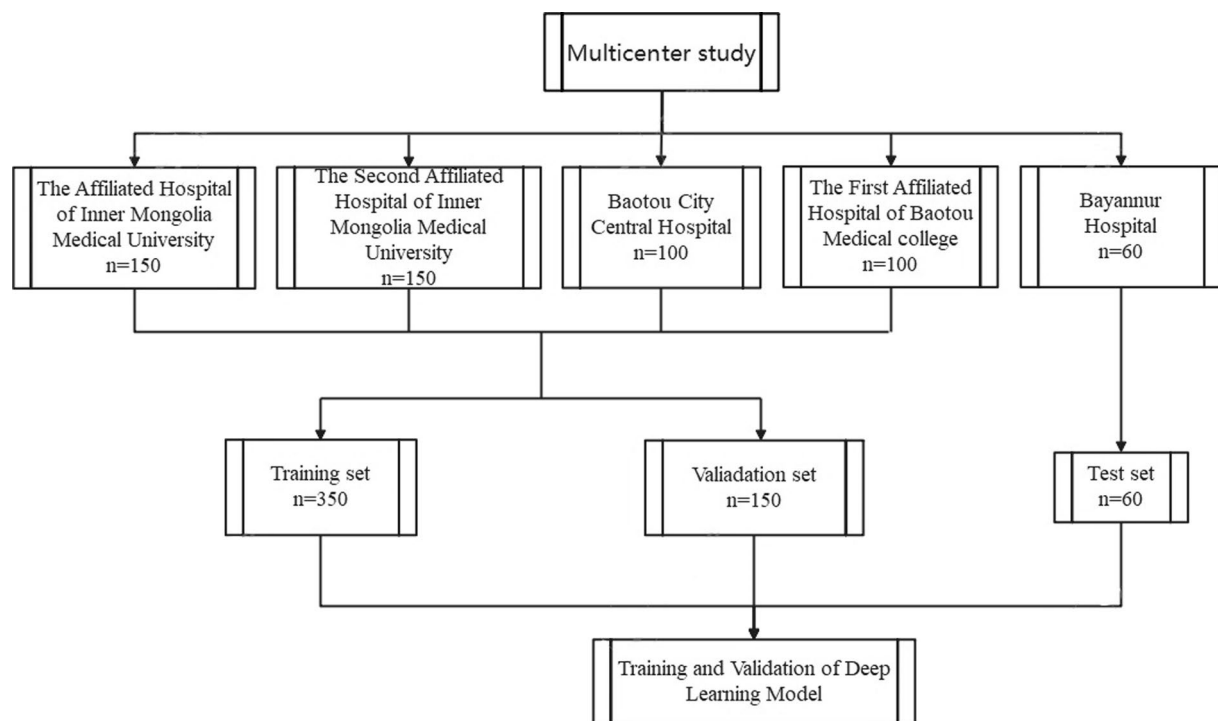 Multicenter study
The Affiliated Hospital
of Inner Mongolia
Medical University
n=150
The Second Affiliated
Hospital of Inner
Mongolia Medical
University
n=150
Baotou City
Central Hospital
n=100
The First Affiliated
Hospital of Baotou
Medical college
n=100
Bayannur
Hospital
n=60
Training set
n=350
Valiadation set
n=150
Test set
n=60
Training and Validation of Deep
Learning Model